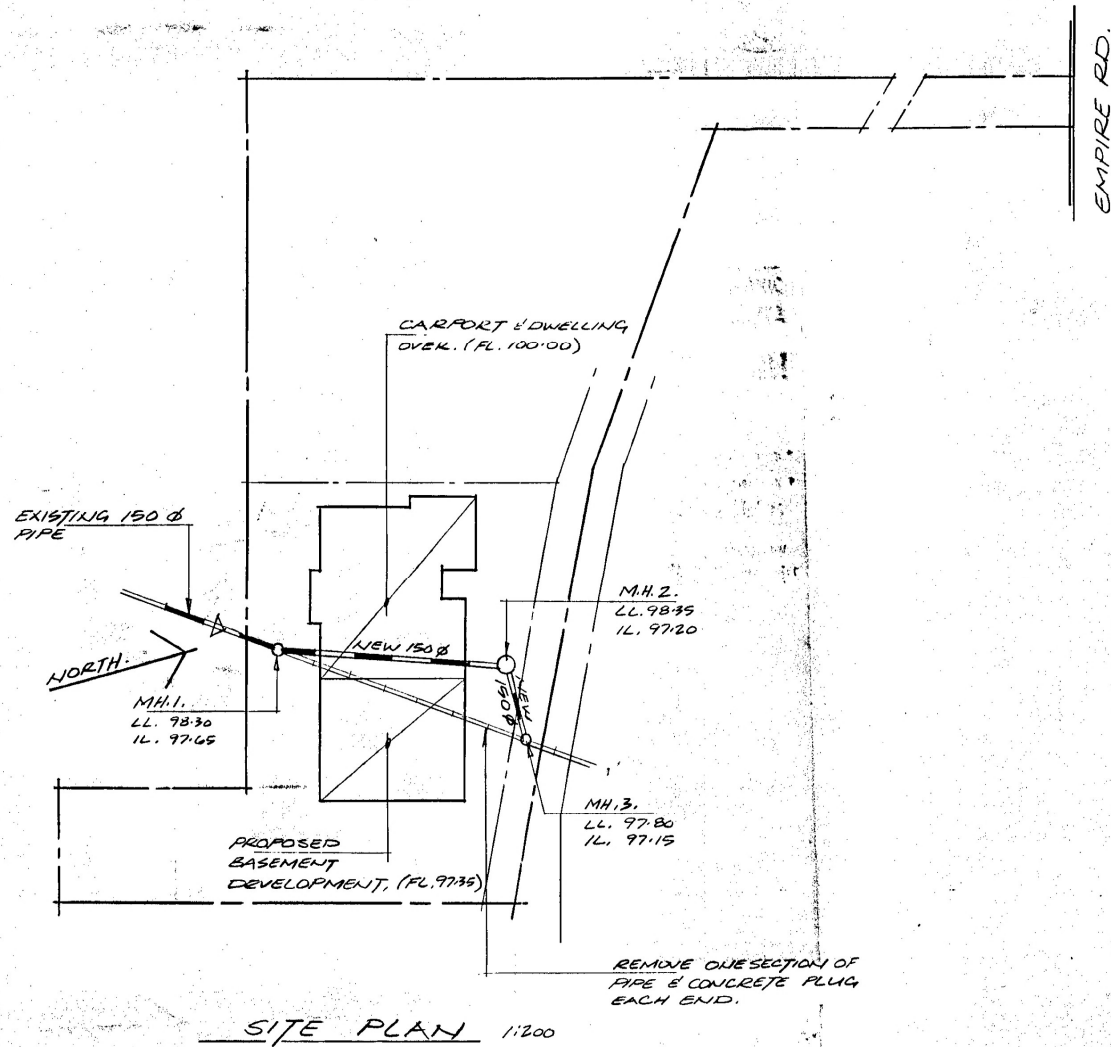 EMPIRE RD.
CARPORT & DWELLING
OVER. (FL. 100·00)
EXISTING 150 Ø
PIPE
M.H.2.
LL. 98·35
IL. 97·20
NEW 150 Ø
NEW
150 Ø
NORTH.
MH.1.
LL. 98·30
IL. 97·65
MH.3.
LL. 97·80
IL. 97·15
PROPOSED
BASEMENT
DEVELOPMENT, (FL. 97·35)
REMOVE ONE SECTION OF
PIPE & CONCRETE PLUG
EACH END.
SITE PLAN 1:200